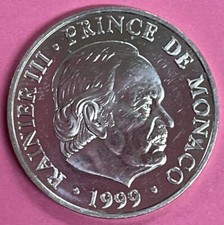 RAINIER III · PRINCE DE MONACO
· 1999 ·